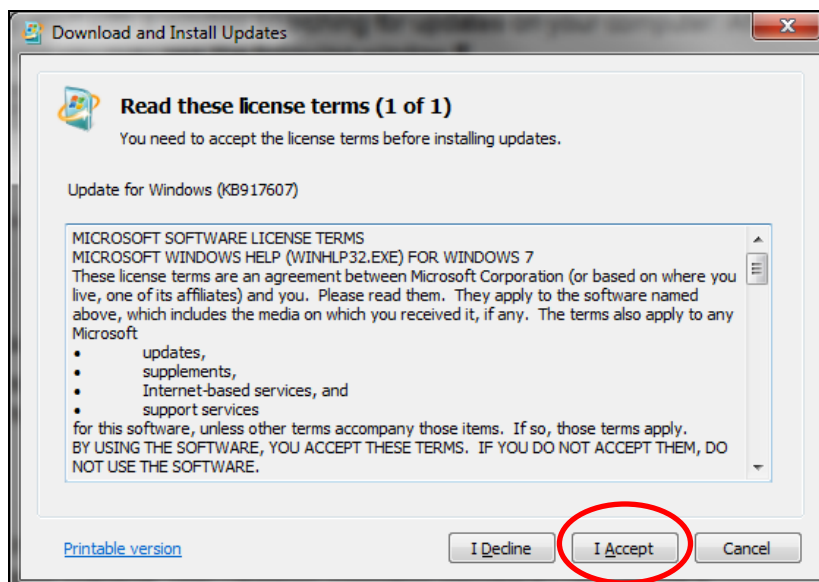 shing for updates on your computer.
Download and Install Updates
Read these license terms (1 of 1)
You need to accept the license terms before installing updates.
Update for Windows (KB917607)
MICROSOFT SOFTWARE LICENSE TERMS
MICROSOFT WINDOWS HELP (WINHLP32.EXE) FOR WINDOWS 7
These license terms are an agreement between Microsoft Corporation (or based on where you
live, one of its affiliates) and you.  Please read them.  They apply to the software named
above, which includes the media on which you received it, if any.  The terms also apply to any
Microsoft
• updates,
• supplements,
• Internet-based services, and
• support services
for this software, unless other terms accompany those items.  If so, those terms apply.
BY USING THE SOFTWARE, YOU ACCEPT THESE TERMS.  IF YOU DO NOT ACCEPT THEM, DO
NOT USE THE SOFTWARE.
Printable version
I Decline
I Accept
Cancel